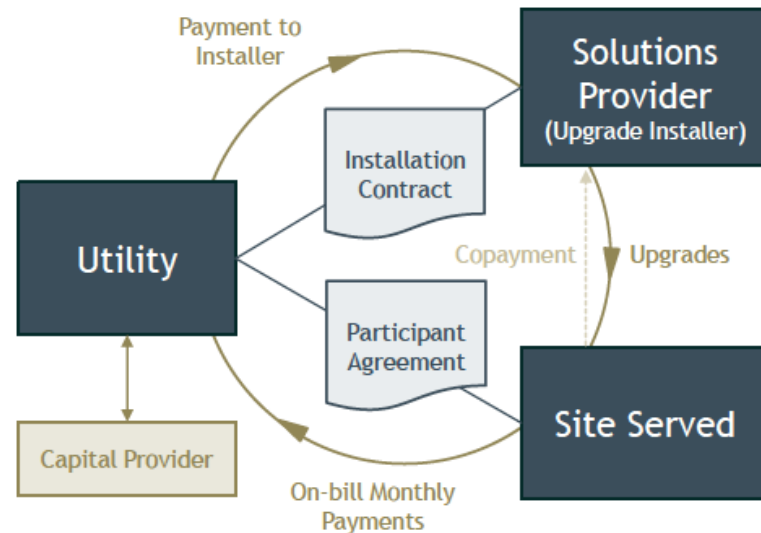 Payment to
Installer
Solutions
Provider
(Upgrade Installer)
Installation
Contract
Utility
Copayment
Upgrades
Participant
Agreement
Site Served
Capital Provider
On-bill Monthly
Payments